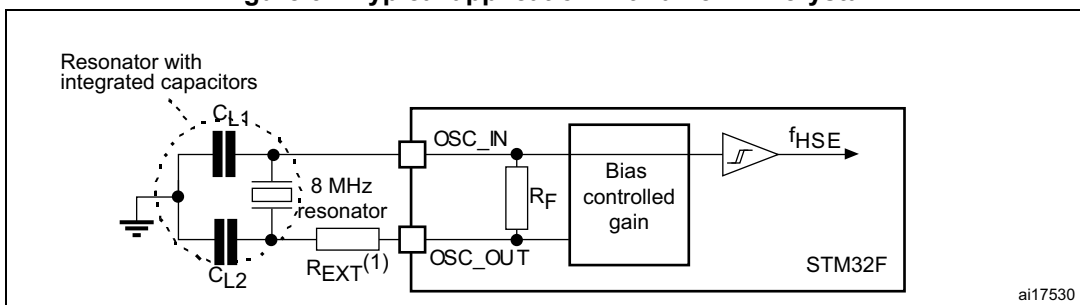 Resonator with
integrated capacitors
CL1
OSC_IN
fHSE
8 MHz
resonator
RF
Bias
controlled
gain
CL2
REXT(1)
OSC_OUT
STM32F
ai17530